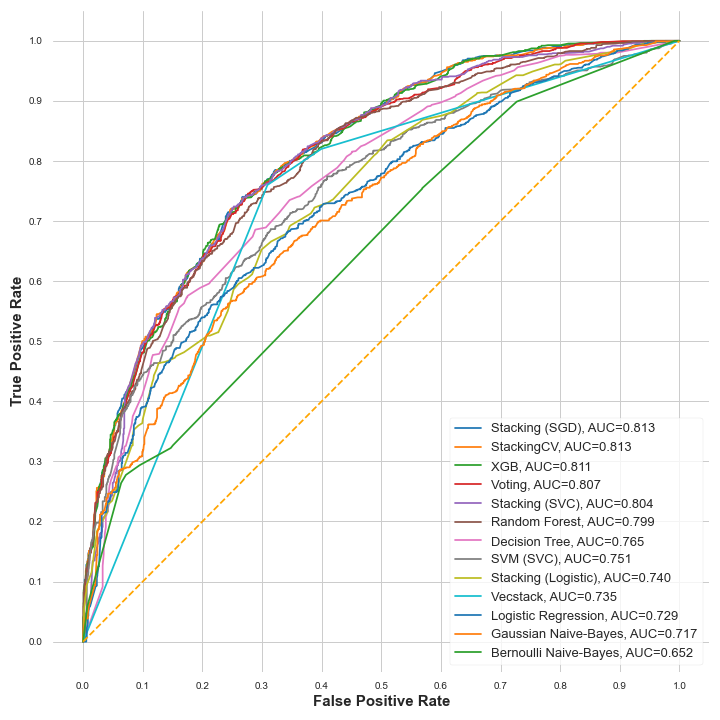 1.0
0.9
0.8
0.7
0.6
0.5
0.4
0.3
0.2
0.1
0.0
True Positive Rate
Stacking (SGD), AUC=0.813
StackingCV, AUC=0.813
XGB, AUC=0.811
Voting, AUC=0.807
Stacking (SVC), AUC=0.804
Random Forest, AUC=0.799
Decision Tree, AUC=0.765
SVM (SVC), AUC=0.751
Stacking (Logistic), AUC=0.740
Vecstack, AUC=0.735
Logistic Regression, AUC=0.729
Gaussian Naive-Bayes, AUC=0.717
Bernoulli Naive-Bayes, AUC=0.652
0.0 0.1 0.2 0.3 0.4 0.5 0.6 0.7 0.8 0.9 1.0
False Positive Rate